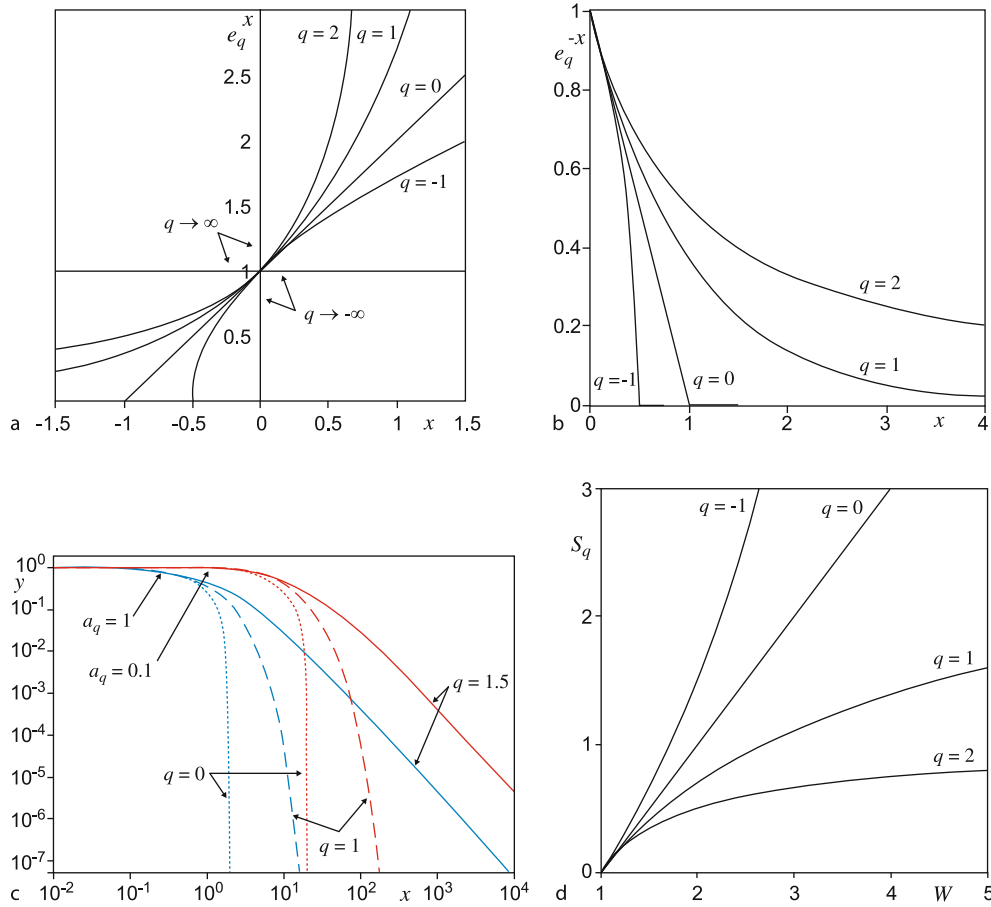 e_q^x
q = 2
q = 1
q = 0
q = -1
q → ∞
q → -∞
2.5
2
1.5
1
0.5
-1.5
-1
-0.5
0
0.5
1
x
1.5
a
1
e_q^-x
0.8
0.6
0.4
0.2
0
q = 2
q = 1
q = -1
q = 0
0
1
2
3
x
4
b
10^0
y
10^-1
10^-2
10^-3
10^-4
10^-5
10^-6
10^-7
a_q = 1
a_q = 0.1
q = 1.5
q = 0
q = 1
10^-2
10^-1
10^0
10^1
10^2
x
10^3
10^4
c
3
S_q
2
1
0
q = -1
q = 0
q = 1
q = 2
1
2
3
4
W
5
d